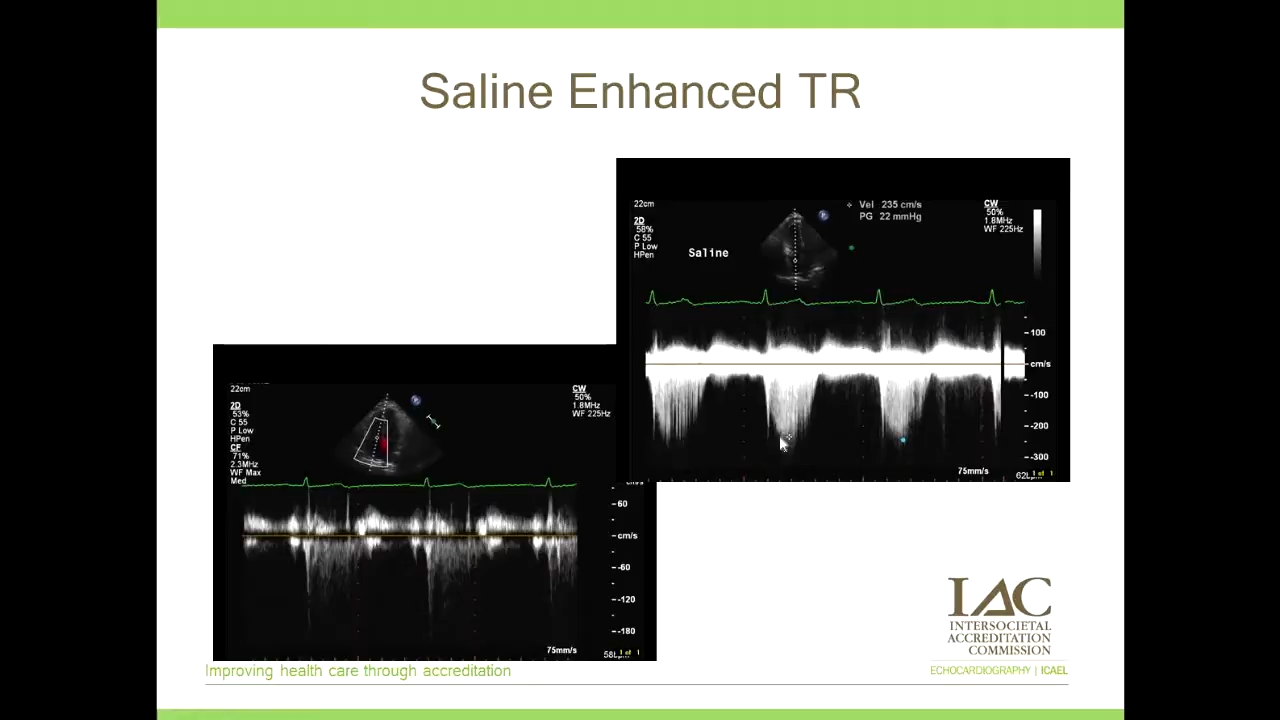 Saline Enhanced TR
22cm
2D
58%
C 55
P Low
HPen
Saline
Vel 235 cm/s
PG 22 mmHg
CW
50%
1.8MHz
WF 225Hz
100
cm/s
-100
-200
-300
75mm/s
22cm
2D
53%
C 55
P Low
HPen
CF
71%
2.3MHz
WF Max
Med
CW
50%
1.8MHz
WF 225Hz
60
cm/s
-60
-120
-180
75mm/s
IAC
INTERSOCIETAL
ACCREDITATION
COMMISSION
ECHOCARDIOGRAPHY | ICAEL
Improving health care through accreditation